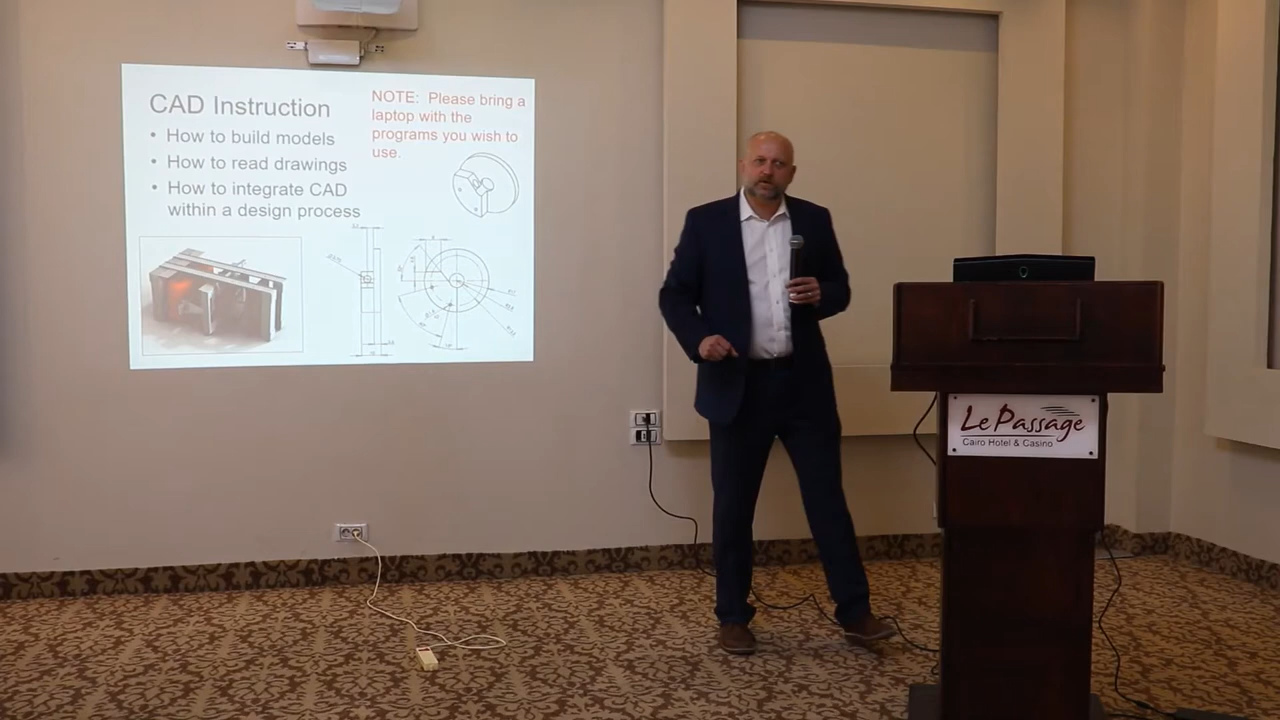 CAD Instruction
• How to build models
• How to read drawings
• How to integrate CAD
within a design process
NOTE: Please bring a
laptop with the
programs you wish to
use.
Le Passage
Cairo Hotel & Casino